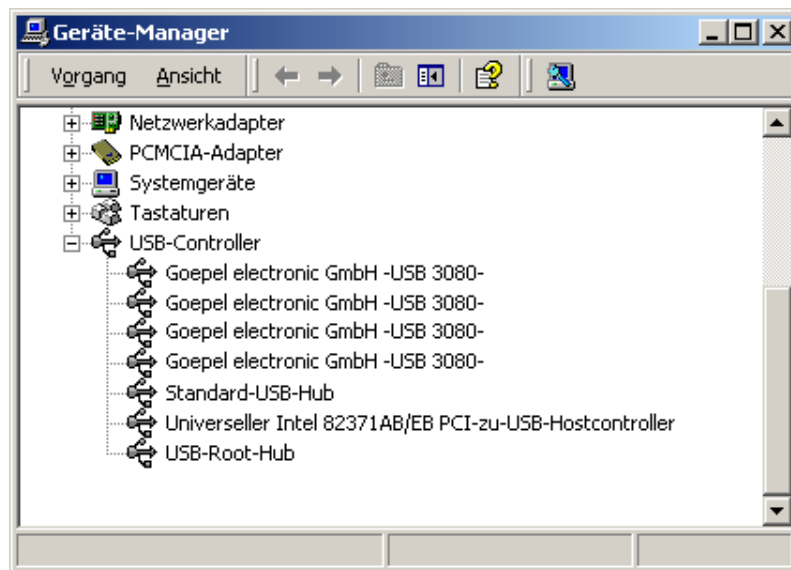 Geräte-Manager
Vorgang Ansicht
Netzwerkadapter
PCMCIA-Adapter
Systemgeräte
Tastaturen
USB-Controller
Goepel electronic GmbH -USB 3080-
Goepel electronic GmbH -USB 3080-
Goepel electronic GmbH -USB 3080-
Goepel electronic GmbH -USB 3080-
Standard-USB-Hub
Universeller Intel 82371AB/EB PCI-zu-USB-Hostcontroller
USB-Root-Hub